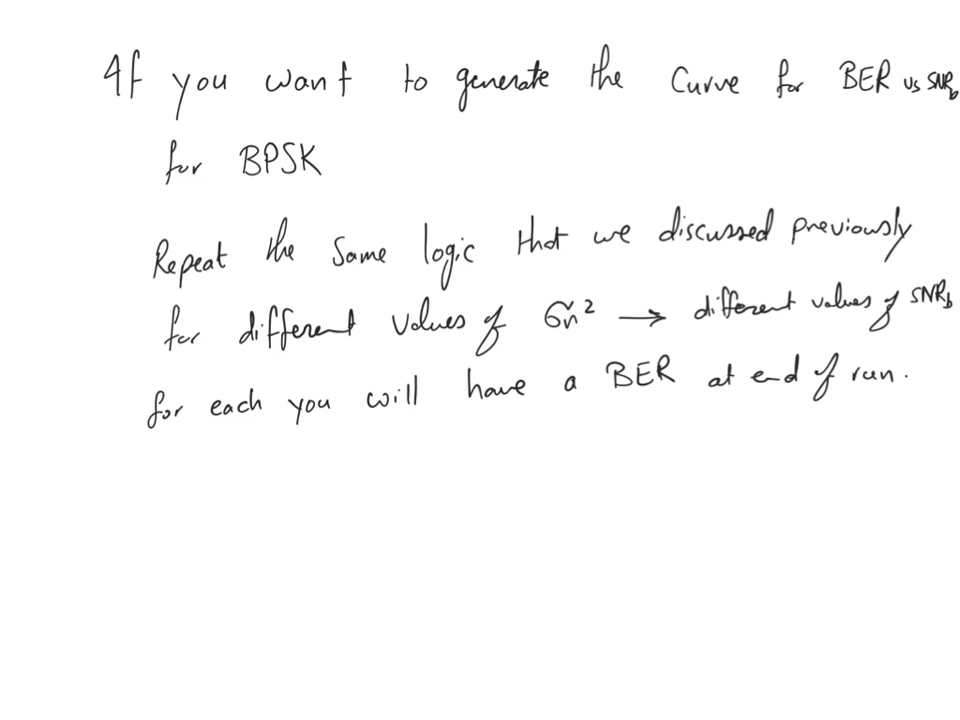 If you want to generate the Curve for BER vs SNRb
for BPSK
Repeat the Same logic that we discussed previously
for different values of σñ² → different values of SNRb
for each you will have a BER at end of run.